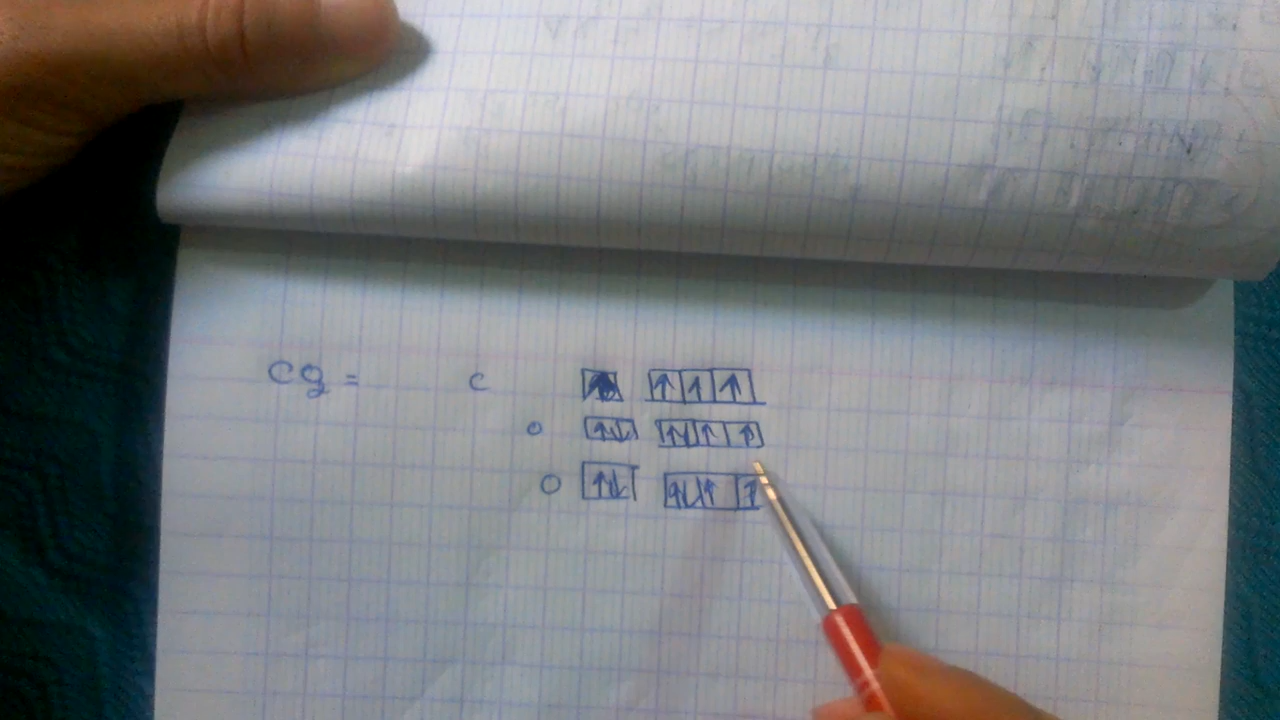 CO₂ =   C   ↑   ↑ ↑ ↑
O   ↑↓   ↑↓ ↑ ↑
O   ↑↓   ↑↓ ↑ ↑